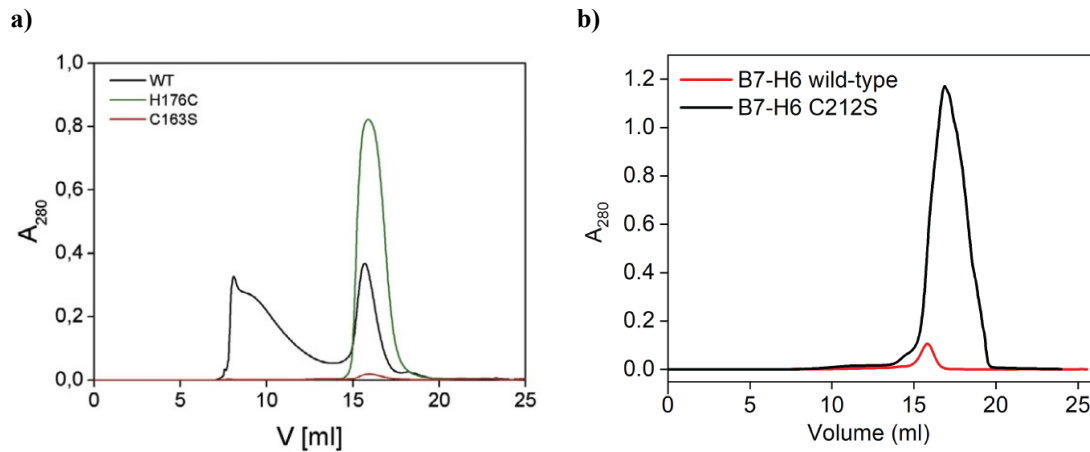 a)
1,0
0,8
0,6
0,4
0,2
0,0
A280
WT
H176C
C163S
0 5 10 15 20 25
V [ml]
b)
1.2
1.0
0.8
0.6
0.4
0.2
0.0
A280
B7-H6 wild-type
B7-H6 C212S
0 5 10 15 20 25
Volume (ml)